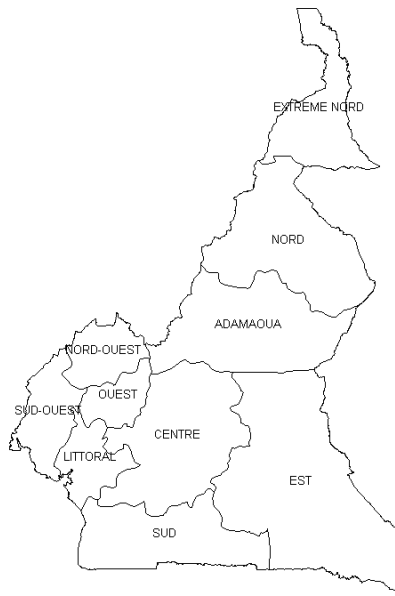 EXTREME NORD
NORD
ADAMAOUA
NORD-OUEST
OUEST
SUD-OUEST
CENTRE
LITTORAL
EST
SUD